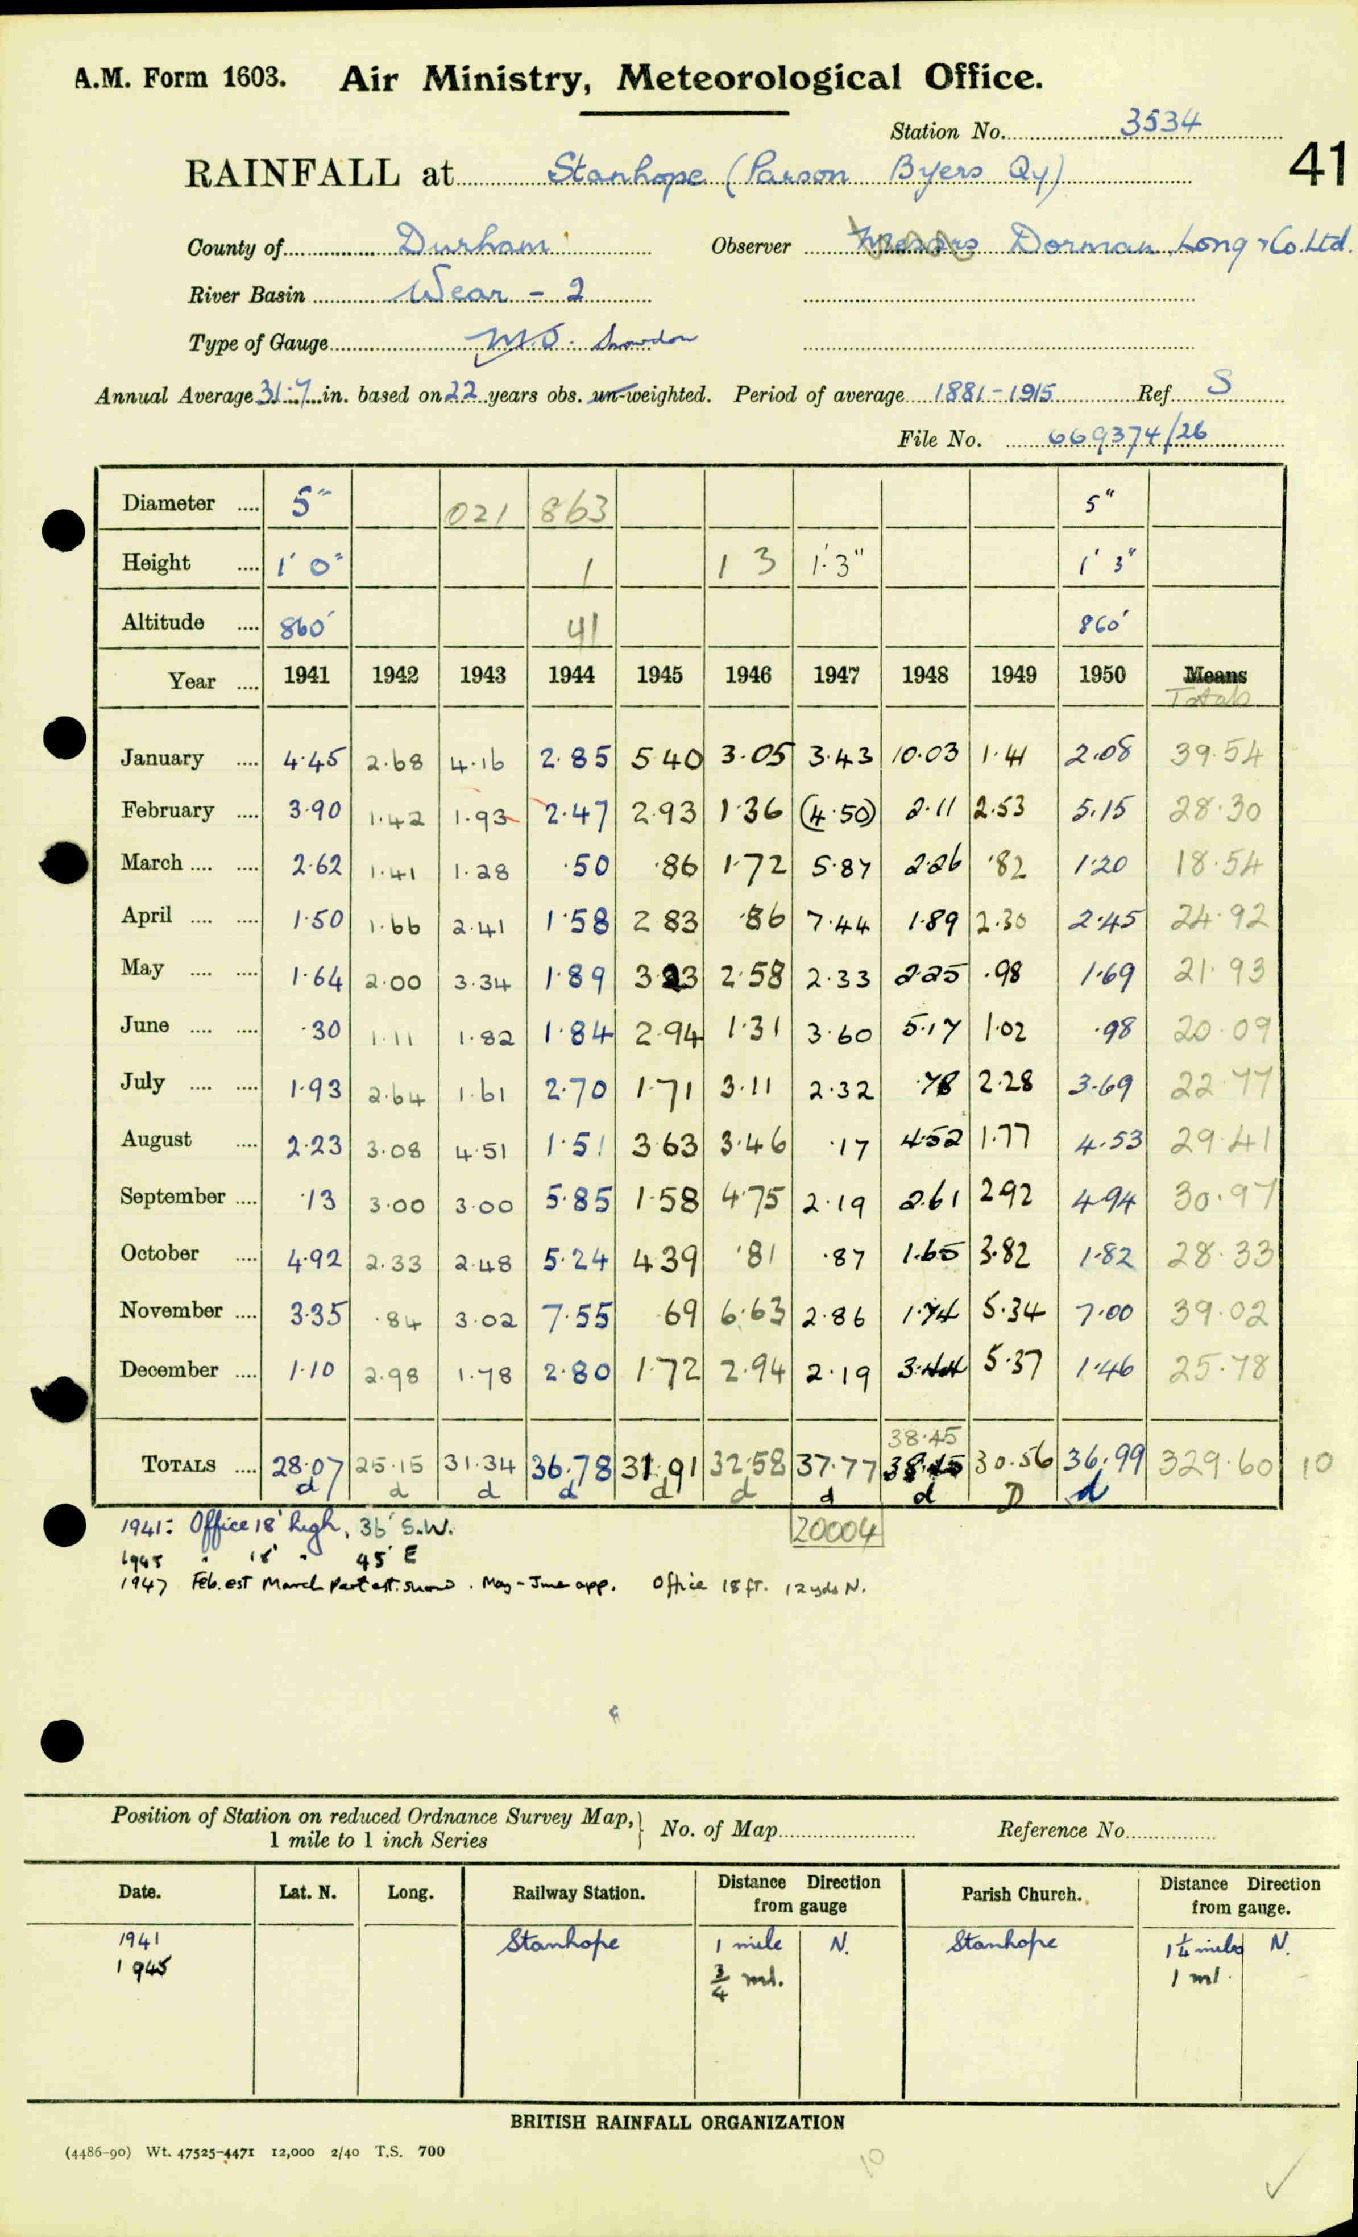 A.M. Form 1603. Air Ministry, Meteorological Office.
Station No. 3534
41
RAINFALL at Stanhope (Parson Byers Qy)
County of Durham Observer Messrs Dorman Long & Co. Ltd.
River Basin Wear - 2
Type of Gauge M.O. Snowdon
Annual Average 31.7 in. based on 22 years obs. un-weighted. Period of average 1881-1915 Ref. S
File No. 669374/26
Diameter .... 5" 021 863 5"
Height .... 1' 0" 1 1 3 1'3" 1' 3"
Altitude .... 860' 41 860'
Year .... 1941 1942 1943 1944 1945 1946 1947 1948 1949 1950 Means
Totals
January .... 4.45 2.68 4.16 2.85 5.40 3.05 3.43 10.03 1.41 2.08 39.54
February .... 3.90 1.42 1.93 2.47 2.93 1.36 (4.50) 2.11 2.53 5.15 28.30
March .... .... 2.62 1.41 1.28 .50 .86 1.72 5.87 2.26 .82 1.20 18.54
April .... .... 1.50 1.66 2.41 1.58 2 83 .86 7.44 1.89 2.30 2.45 24.92
May .... .... 1.64 2.00 3.34 1.89 3.23 2.58 2.33 2.25 .98 1.69 21.93
June .... .... .30 1.11 1.82 1.84 2.94 1.31 3.60 5.17 1.02 .98 20.09
July .... .... 1.93 2.64 1.61 2.70 1.71 3.11 2.32 .78 2.28 3.69 22.77
August .... 2.23 3.08 4.51 1.51 3.63 3.46 .17 4.52 1.77 4.53 29.41
September .... .13 3.00 3.00 5.85 1.58 4.75 2.19 2.61 2.92 4.94 30.97
October .... 4.92 2.33 2.48 5.24 4.39 .81 .87 1.65 3.82 1.82 28.33
November .... 3.35 .84 3.02 7.55 .69 6.63 2.86 1.74 5.34 7.00 39.02
December .... 1.10 2.98 1.78 2.80 1.72 2.94 2.19 3.44 5.37 1.46 25.78
38.45
TOTALS .... 28.07 25.15 31.34 36.78 31.91 32.58 37.77 38.45 30.56 36.99 329.60 10
d d d d d d d d D d
1941: Office 18' high, 36' S.W. 20004
1945 " 18' " 45' E
1947 Feb. est March Part est. snow. May-June app. Office 18 ft. 12 yds N.
Position of Station on reduced Ordnance Survey Map, 1 mile to 1 inch Series } No. of Map Reference No.
Date. Lat. N. Long. Railway Station. Distance Direction from gauge Parish Church. Distance Direction from gauge.
1941 Stanhope 1 mile N. Stanhope 1¼ miles N.
1945 ¾ ml. 1 ml.
BRITISH RAINFALL ORGANIZATION
(4486-90) Wt. 47525-4471 12,000 2/40 T.S. 700
10